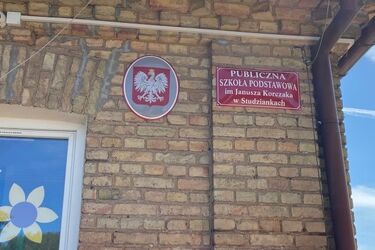 PUBLICZNA
SZKOŁA PODSTAWOWA
im Janusza Korczaka
w Studziankach